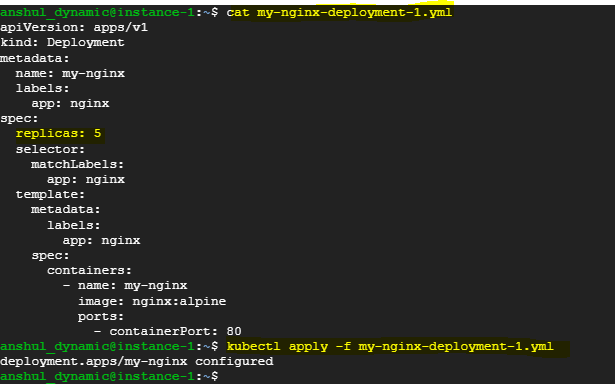 anshul_dynamic@instance-1:~$ cat my-nginx-deployment-1.yml
apiVersion: apps/v1
kind: Deployment
metadata:
  name: my-nginx
  labels:
    app: nginx
spec:
  replicas: 5
  selector:
    matchLabels:
      app: nginx
  template:
    metadata:
      labels:
        app: nginx
    spec:
      containers:
        - name: my-nginx
          image: nginx:alpine
          ports:
            - containerPort: 80
anshul_dynamic@instance-1:~$ kubectl apply -f my-nginx-deployment-1.yml
deployment.apps/my-nginx configured
anshul_dynamic@instance-1:~$